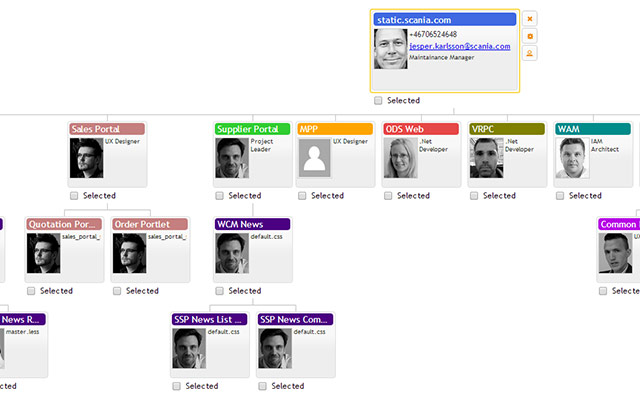 static.scania.com
+46706524648
jesper.karlsson@scania.com
Maintainance Manager
Selected
Sales Portal
UX Designer
Selected
Supplier Portal
Project
Leader
Selected
MPP
UX Designer
Selected
ODS Web
.Net
Developer
Selected
VRPC
.Net
Developer
Selected
WAM
IAM
Architect
Selected
Quotation Por...
sales_portal_
Selected
Order Portlet
sales_portal_
Selected
WCM News
default.css
Selected
Common
Selecte
News R...
master.less
cted
SSP News List ...
default.css
Selected
SSP News Com...
default.css
Selected